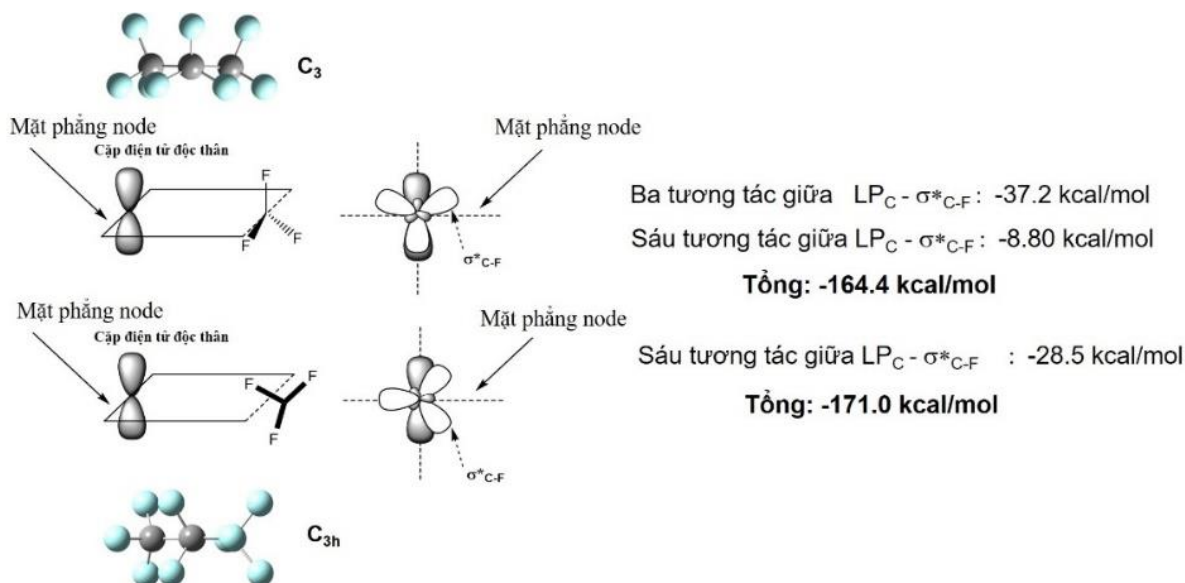 C₃
Mặt phẳng node
Cặp điện tử độc thân
F
F
F
Mặt phẳng node
σ*C-F
Ba tương tác giữa LPC - σ*C-F : -37.2 kcal/mol
Sáu tương tác giữa LPC - σ*C-F : -8.80 kcal/mol
Tổng: -164.4 kcal/mol
Mặt phẳng node
Cặp điện tử độc thân
F
F
F
Mặt phẳng node
σ*C-F
Sáu tương tác giữa LPC - σ*C-F : -28.5 kcal/mol
Tổng: -171.0 kcal/mol
C₃h